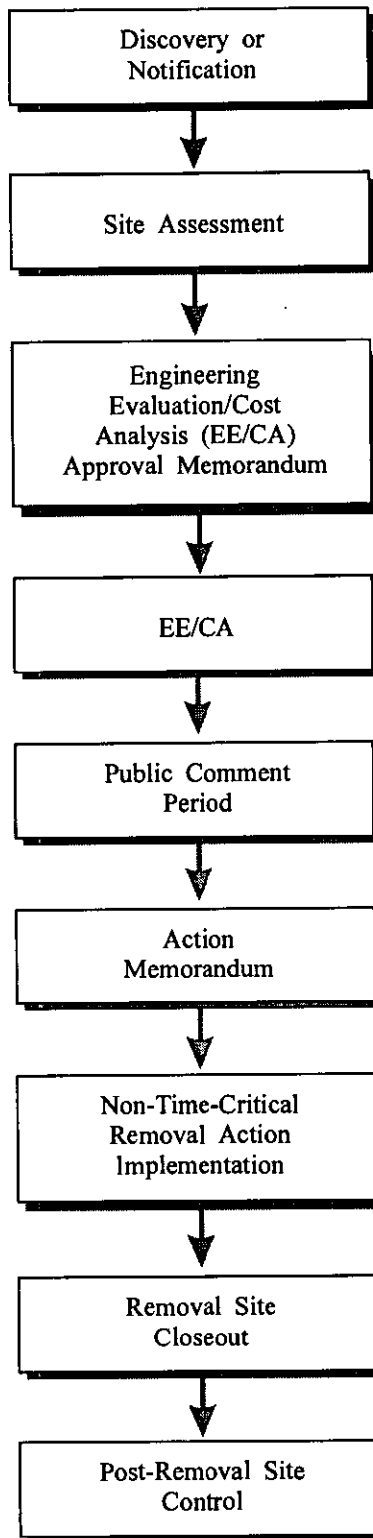 Discovery or
Notification
Site Assessment
Engineering
Evaluation/Cost
Analysis (EE/CA)
Approval Memorandum
EE/CA
Public Comment
Period
Action
Memorandum
Non-Time-Critical
Removal Action
Implementation
Removal Site
Closeout
Post-Removal Site
Control